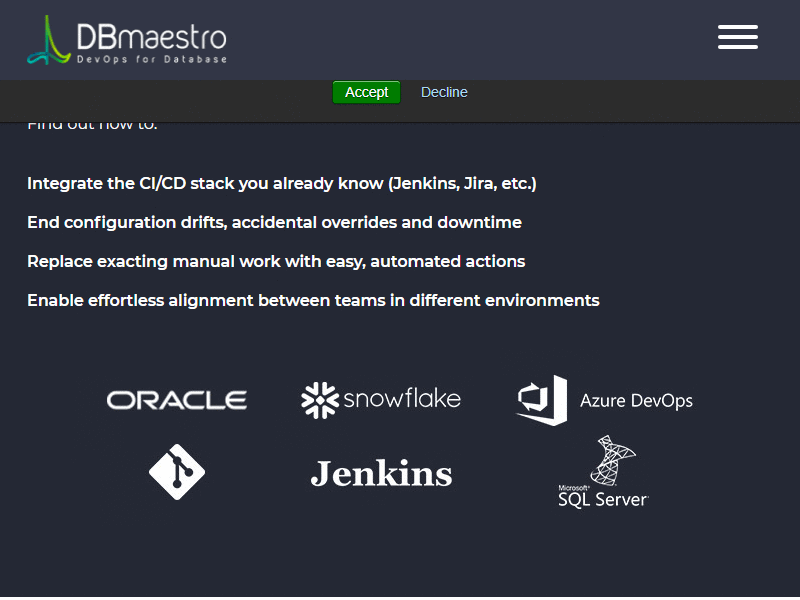 DBmaestro
DevOps for Database
Accept Decline
Find out how to:
Integrate the CI/CD stack you already know (Jenkins, Jira, etc.)
End configuration drifts, accidental overrides and downtime
Replace exacting manual work with easy, automated actions
Enable effortless alignment between teams in different environments
ORACLE snowflake Azure DevOps
Jenkins Microsoft® SQL Server